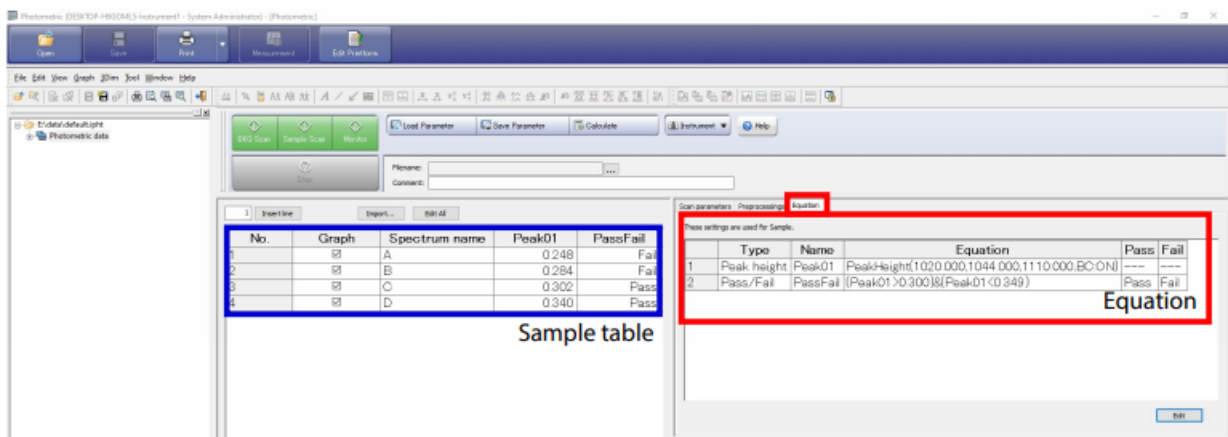 Photometric (DESKTOP-H9G0ML5-Instrument1 - System Administrator) - [Photometric]
Open Save Print Measurement Edit Printform
File Edit View Graph 3Dim Tool Window Help
E:\data\default.ipht
Photometric data
BKG Scan Sample Scan Monitor
Load Parameter Save Parameter Calculate Instrument Help
Stop
Filename: ...
Comment:
1 Insert line Import... Edit All
No. Graph Spectrum name Peak01 PassFail
1 A 0.248 Fail
2 B 0.284 Fail
3 C 0.302 Pass
4 D 0.340 Pass
Sample table
Scan parameters Preprocessings Equation
These settings are used for Sample.
Type Name Equation Pass Fail
1 Peak height Peak01 PeakHeight(1020.000,1044.000,1110.000,BC:ON) --- ---
2 Pass/Fail PassFail (Peak01>0.300)&(Peak01<0.349) Pass Fail
Equation
Edit